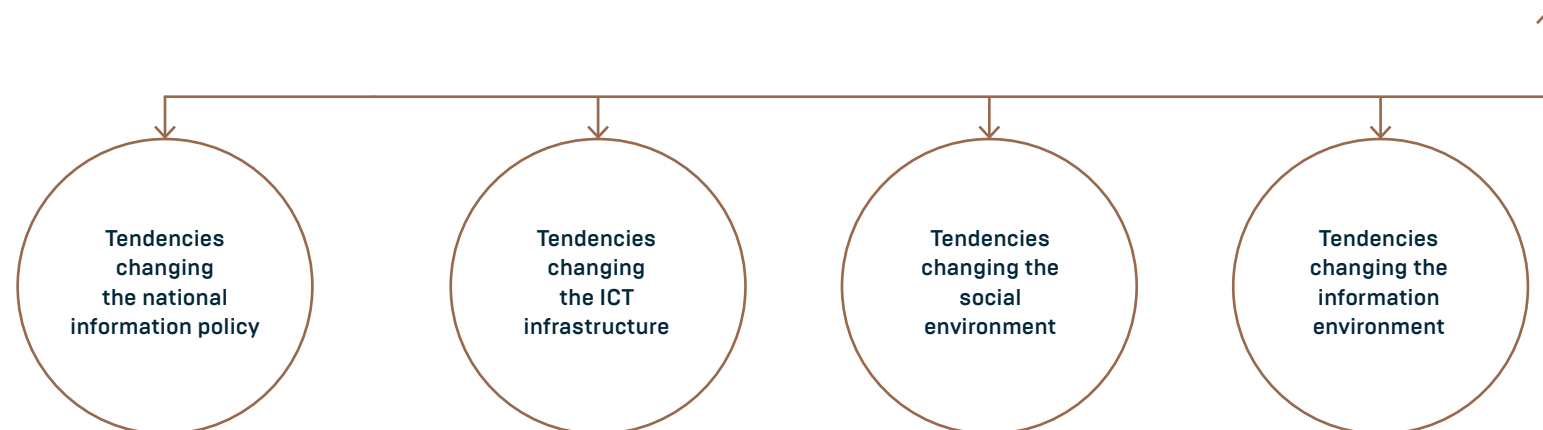 Tendencies
changing
the national
information policy
Tendencies
changing
the ICT
infrastructure
Tendencies
changing the
social
environment
Tendencies
changing the
information
environment